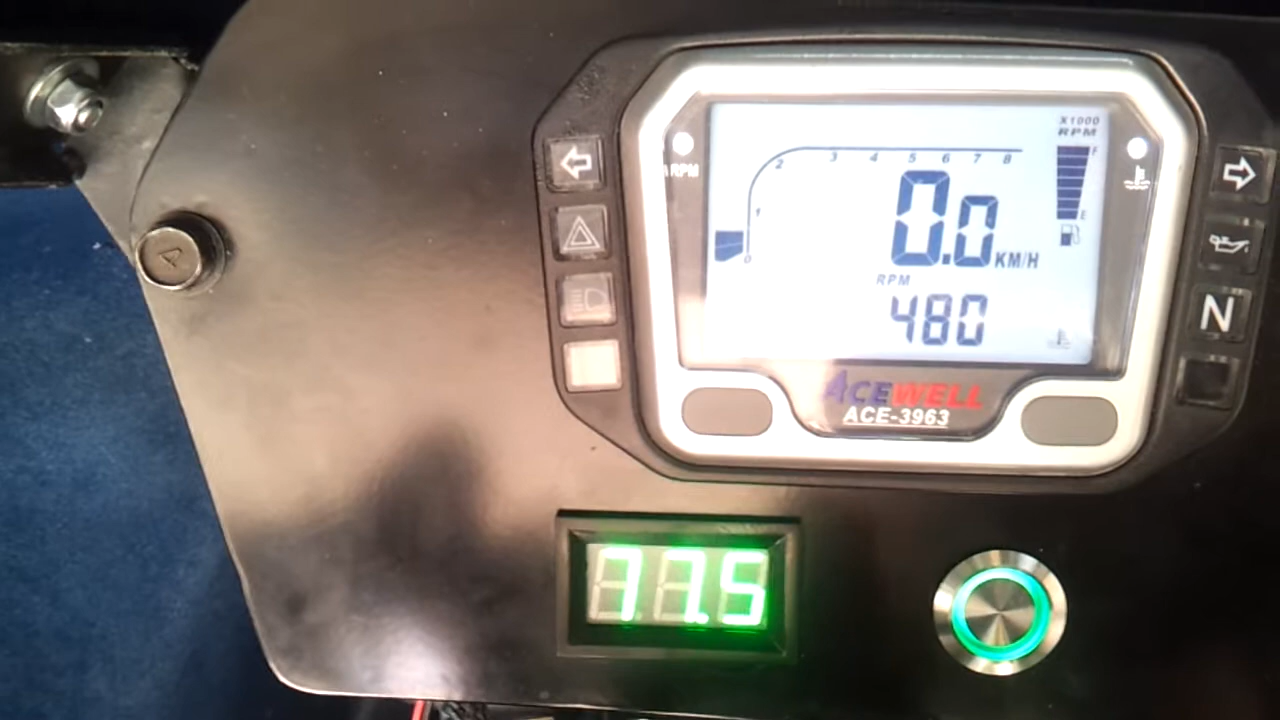 X1000
RPM
RPM
1 2 3 4 5 6 7 8
0
F
E
0.0 KM/H
RPM
480
N
ACEWELL
ACE-3963
77.5
A